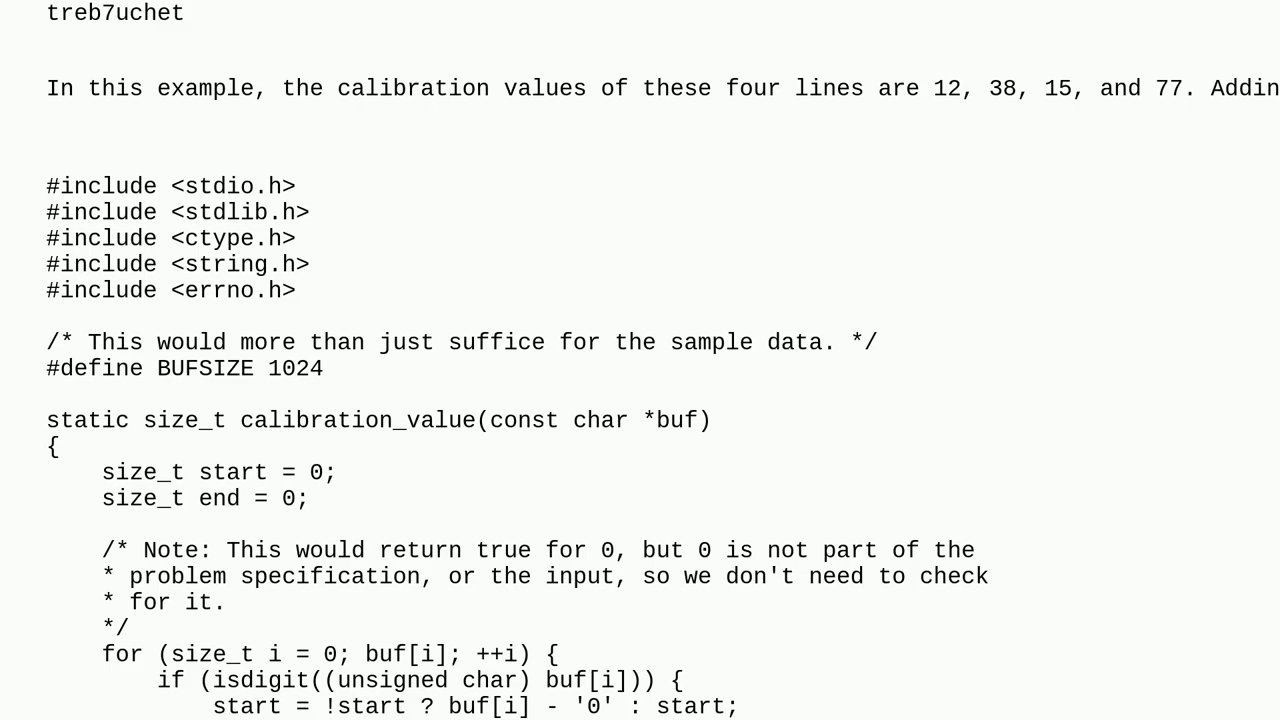 treb7uchet
In this example, the calibration values of these four lines are 12, 38, 15, and 77. Addin
#include <stdio.h>
#include <stdlib.h>
#include <ctype.h>
#include <string.h>
#include <errno.h>
/* This would more than just suffice for the sample data. */
#define BUFSIZE 1024
static size_t calibration_value(const char *buf)
{
    size_t start = 0;
    size_t end = 0;
    /* Note: This would return true for 0, but 0 is not part of the
    * problem specification, or the input, so we don't need to check
    * for it.
    */
    for (size_t i = 0; buf[i]; ++i) {
        if (isdigit((unsigned char) buf[i])) {
            start = !start ? buf[i] - '0' : start;